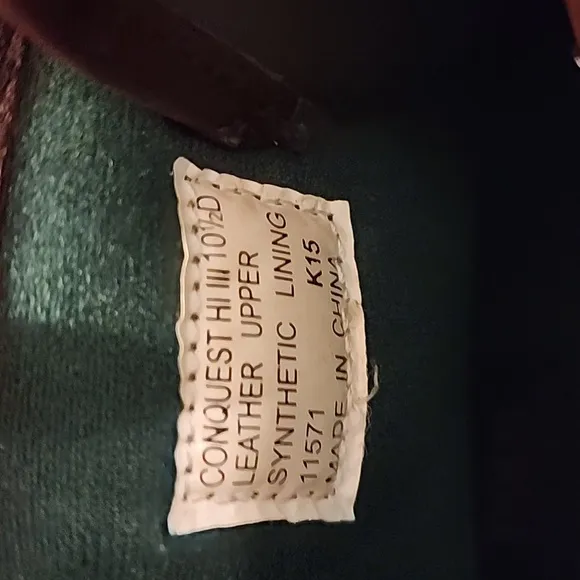 CONQUEST HI III 10½D
LEATHER UPPER
SYNTHETIC LINING
11571 K15
MADE IN CHINA